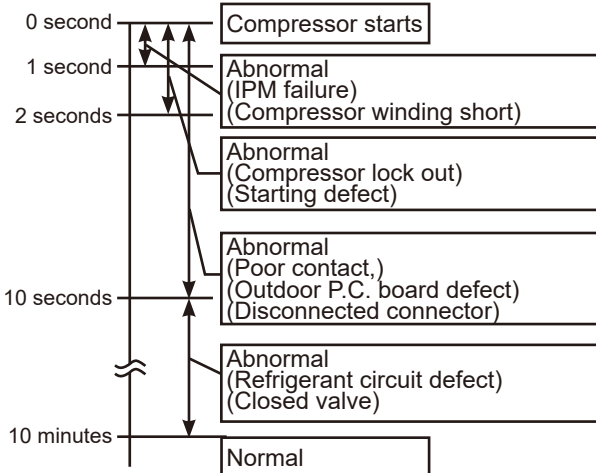 0 second
Compressor starts
1 second
Abnormal
(IPM failure)
(Compressor winding short)
2 seconds
Abnormal
(Compressor lock out)
(Starting defect)
Abnormal
(Poor contact,)
(Outdoor P.C. board defect)
(Disconnected connector)
10 seconds
Abnormal
(Refrigerant circuit defect)
(Closed valve)
10 minutes
Normal